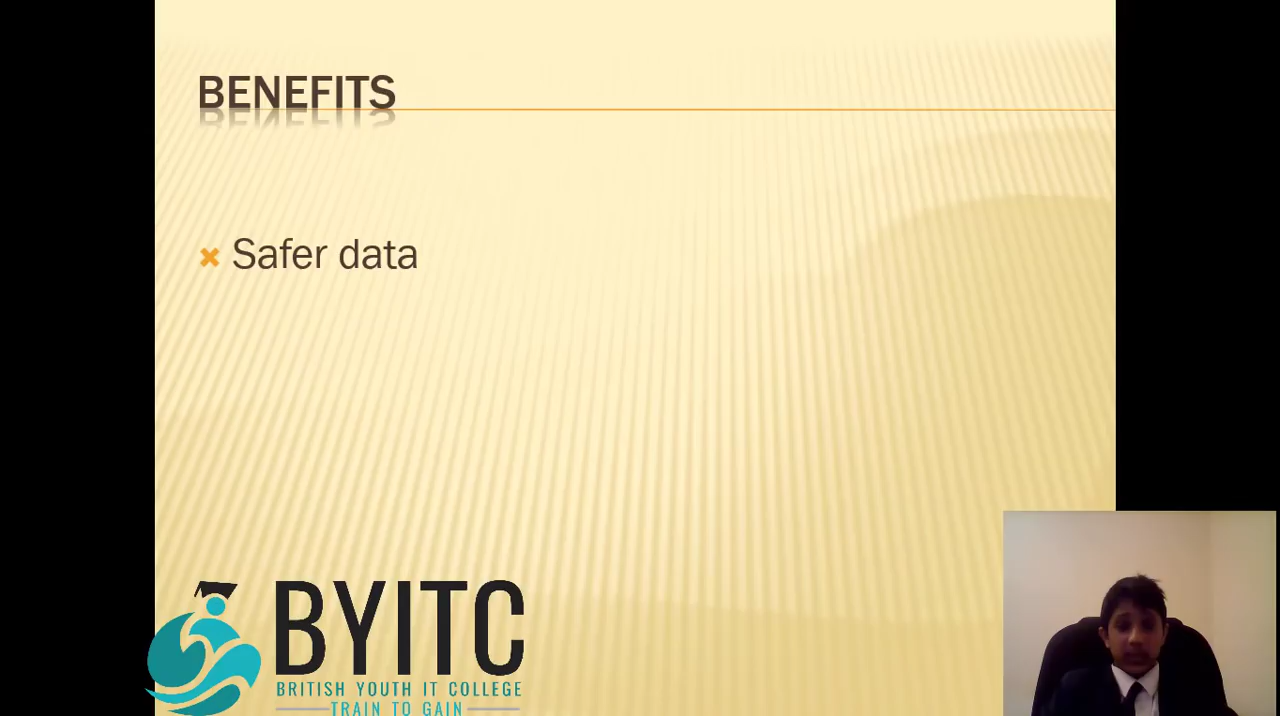 BENEFITS
Safer data
BYITC
BRITISH YOUTH IT COLLEGE
TRAIN TO GAIN